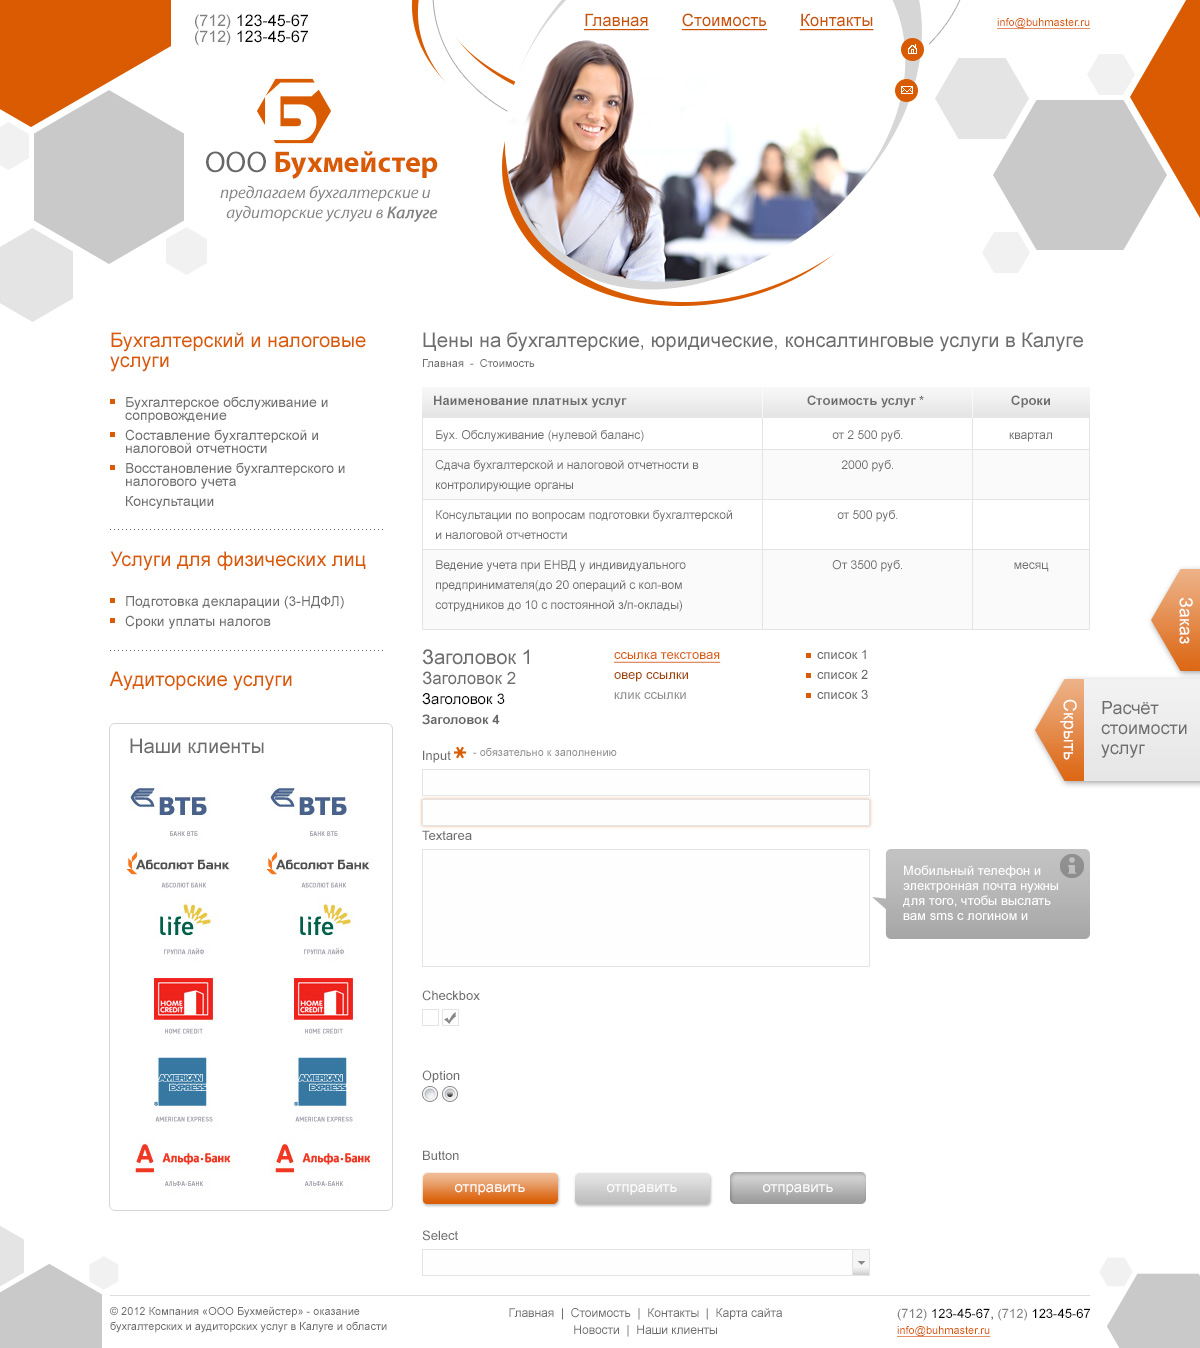 (712) 123-45-67
(712) 123-45-67
Главная Стоимость Контакты
info@buhmaster.ru
Б
ООО Бухмейстер
предлагаем бухгалтерские и
аудиторские услуги в Калуге
Бухгалтерский и налоговые
услуги
Бухгалтерское обслуживание и
сопровождение
Составление бухгалтерской и
налоговой отчетности
Восстановление бухгалтерского и
налогового учета
Консультации
Услуги для физических лиц
Подготовка декларации (3-НДФЛ)
Сроки уплаты налогов
Аудиторские услуги
Наши клиенты
ВТБ ВТБ
БАНК ВТБ БАНК ВТБ
Абсолют Банк Абсолют Банк
АБСОЛЮТ БАНК АБСОЛЮТ БАНК
life life
ГРУППА ЛАЙФ ГРУППА ЛАЙФ
HOME HOME
CREDIT CREDIT
HOME CREDIT HOME CREDIT
AMERICAN AMERICAN
EXPRESS EXPRESS
AMERICAN EXPRESS AMERICAN EXPRESS
А А
Альфа·Банк Альфа·Банк
АЛЬФА-БАНК АЛЬФА-БАНК
Цены на бухгалтерские, юридические, консалтинговые услуги в Калуге
Главная - Стоимость
Наименование платных услуг Стоимость услуг * Сроки
Бух. Обслуживание (нулевой баланс) от 2 500 руб. квартал
Сдача бухгалтерской и налоговой отчетности в 2000 руб.
контролирующие органы
Консультации по вопросам подготовки бухгалтерской от 500 руб.
и налоговой отчетности
Ведение учета при ЕНВД у индивидуального От 3500 руб. месяц
предпринимателя(до 20 операций с кол-вом
сотрудников до 10 с постоянной з/п-оклады)
Заголовок 1
Заголовок 2
Заголовок 3
Заголовок 4
ссылка текстовая
овер ссылки
клик ссылки
список 1
список 2
список 3
Заказ
Скрыть
Расчёт
стоимости
услуг
Input * - обязательно к заполнению
Textarea
Мобильный телефон и
электронная почта нужны
для того, чтобы выслать
вам sms с логином и
Checkbox
Option
Button
отправить отправить отправить
Select
© 2012 Компания «ООО Бухмейстер» - оказание
бухгалтерских и аудиторских услуг в Калуге и области
Главная | Стоимость | Контакты | Карта сайта
Новости | Наши клиенты
(712) 123-45-67, (712) 123-45-67
info@buhmaster.ru